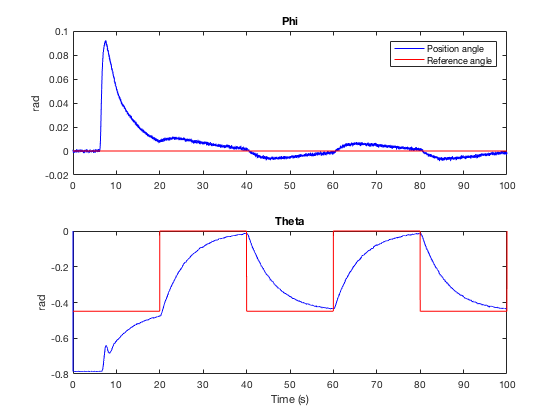 Phi
0.1
0.08
0.06
0.04
0.02
0
-0.02
rad
Position angle
Reference angle
0 10 20 30 40 50 60 70 80 90 100
Theta
0
-0.2
-0.4
-0.6
-0.8
rad
0 10 20 30 40 50 60 70 80 90 100
Time (s)